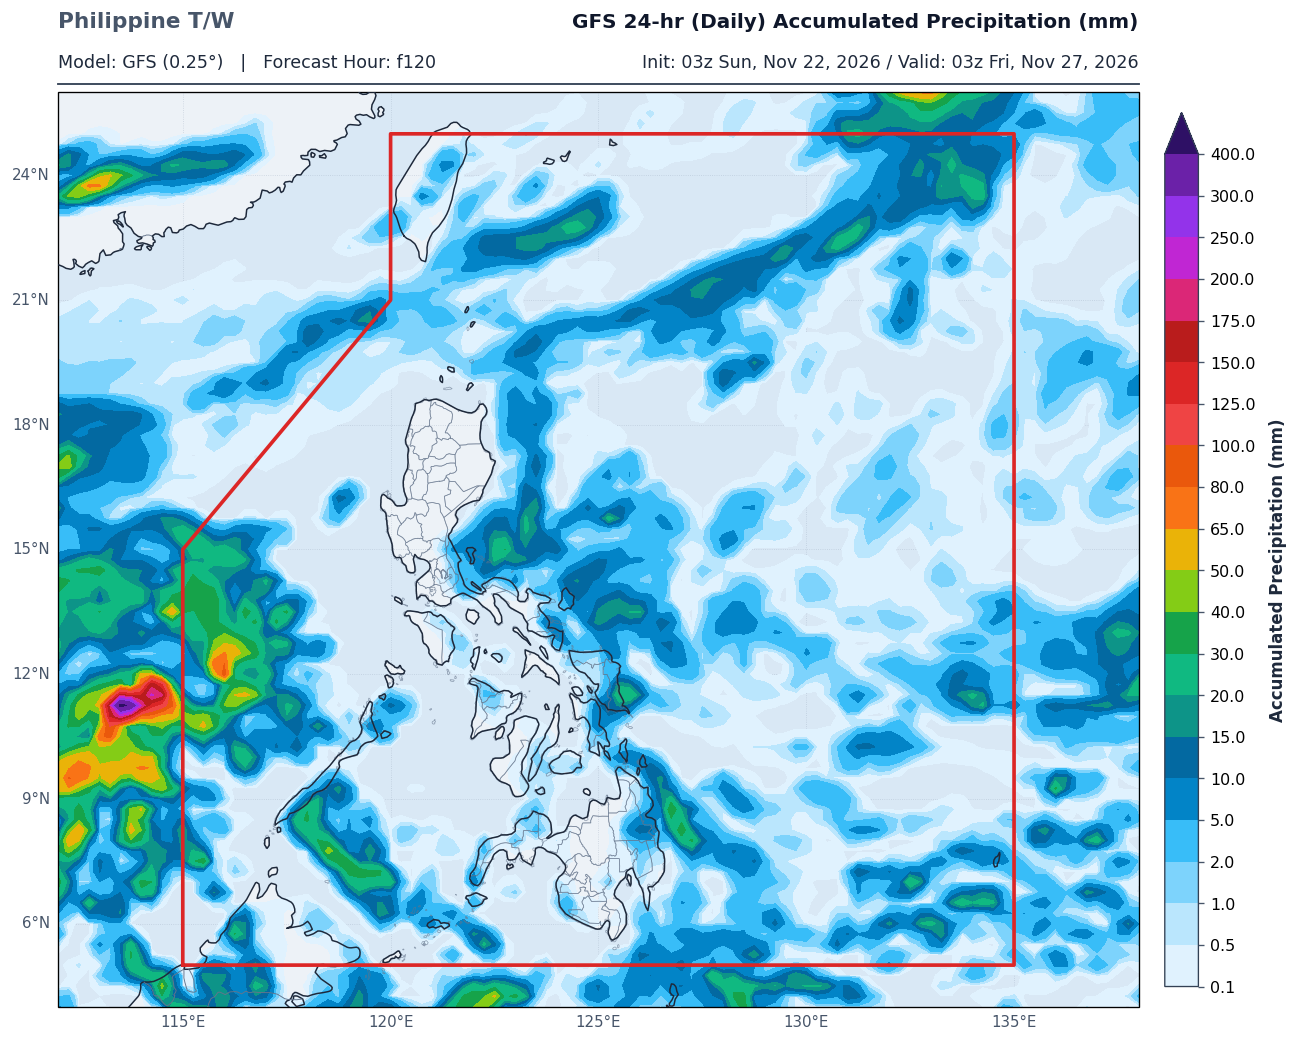 Philippine T/W
GFS 24-hr (Daily) Accumulated Precipitation (mm)
Model: GFS (0.25°) | Forecast Hour: f120
Init: 03z Sun, Nov 22, 2026 / Valid: 03z Fri, Nov 27, 2026
24°N
21°N
18°N
15°N
12°N
9°N
6°N
115°E
120°E
125°E
130°E
135°E
400.0
300.0
250.0
200.0
175.0
150.0
125.0
100.0
80.0
65.0
50.0
40.0
30.0
20.0
15.0
10.0
5.0
2.0
1.0
0.5
0.1
Accumulated Precipitation (mm)